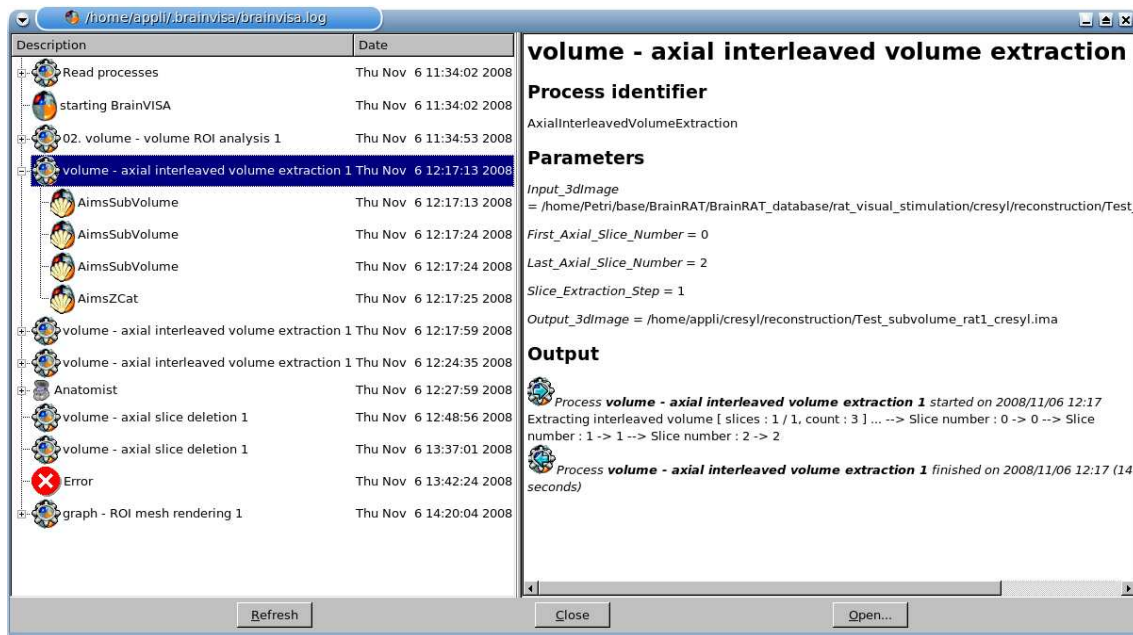 /home/appli/.brainvisa/brainvisa.log
Description Date
Read processes Thu Nov 6 11:34:02 2008
starting BrainVISA Thu Nov 6 11:34:02 2008
02. volume - volume ROI analysis 1 Thu Nov 6 11:34:53 2008
volume - axial interleaved volume extraction 1 Thu Nov 6 12:17:13 2008
AimsSubVolume Thu Nov 6 12:17:13 2008
AimsSubVolume Thu Nov 6 12:17:24 2008
AimsSubVolume Thu Nov 6 12:17:24 2008
AimsZCat Thu Nov 6 12:17:25 2008
volume - axial interleaved volume extraction 1 Thu Nov 6 12:17:59 2008
volume - axial interleaved volume extraction 1 Thu Nov 6 12:24:35 2008
Anatomist Thu Nov 6 12:27:59 2008
volume - axial slice deletion 1 Thu Nov 6 12:48:56 2008
volume - axial slice deletion 1 Thu Nov 6 13:37:01 2008
Error Thu Nov 6 13:42:24 2008
graph - ROI mesh rendering 1 Thu Nov 6 14:20:04 2008
volume - axial interleaved volume extraction
Process identifier
AxialInterleavedVolumeExtraction
Parameters
Input_3dImage
= /home/Petri/base/BrainRAT/BrainRAT_database/rat_visual_stimulation/cresyl/reconstruction/Test_
First_Axial_Slice_Number = 0
Last_Axial_Slice_Number = 2
Slice_Extraction_Step = 1
Output_3dImage = /home/appli/cresyl/reconstruction/Test_subvolume_rat1_cresyl.ima
Output
Process volume - axial interleaved volume extraction 1 started on 2008/11/06 12:17
Extracting interleaved volume [ slices : 1 / 1, count : 3 ] ... --> Slice number : 0 -> 0 --> Slice
number : 1 -> 1 --> Slice number : 2 -> 2
Process volume - axial interleaved volume extraction 1 finished on 2008/11/06 12:17 (14
seconds)
Refresh Close Open...